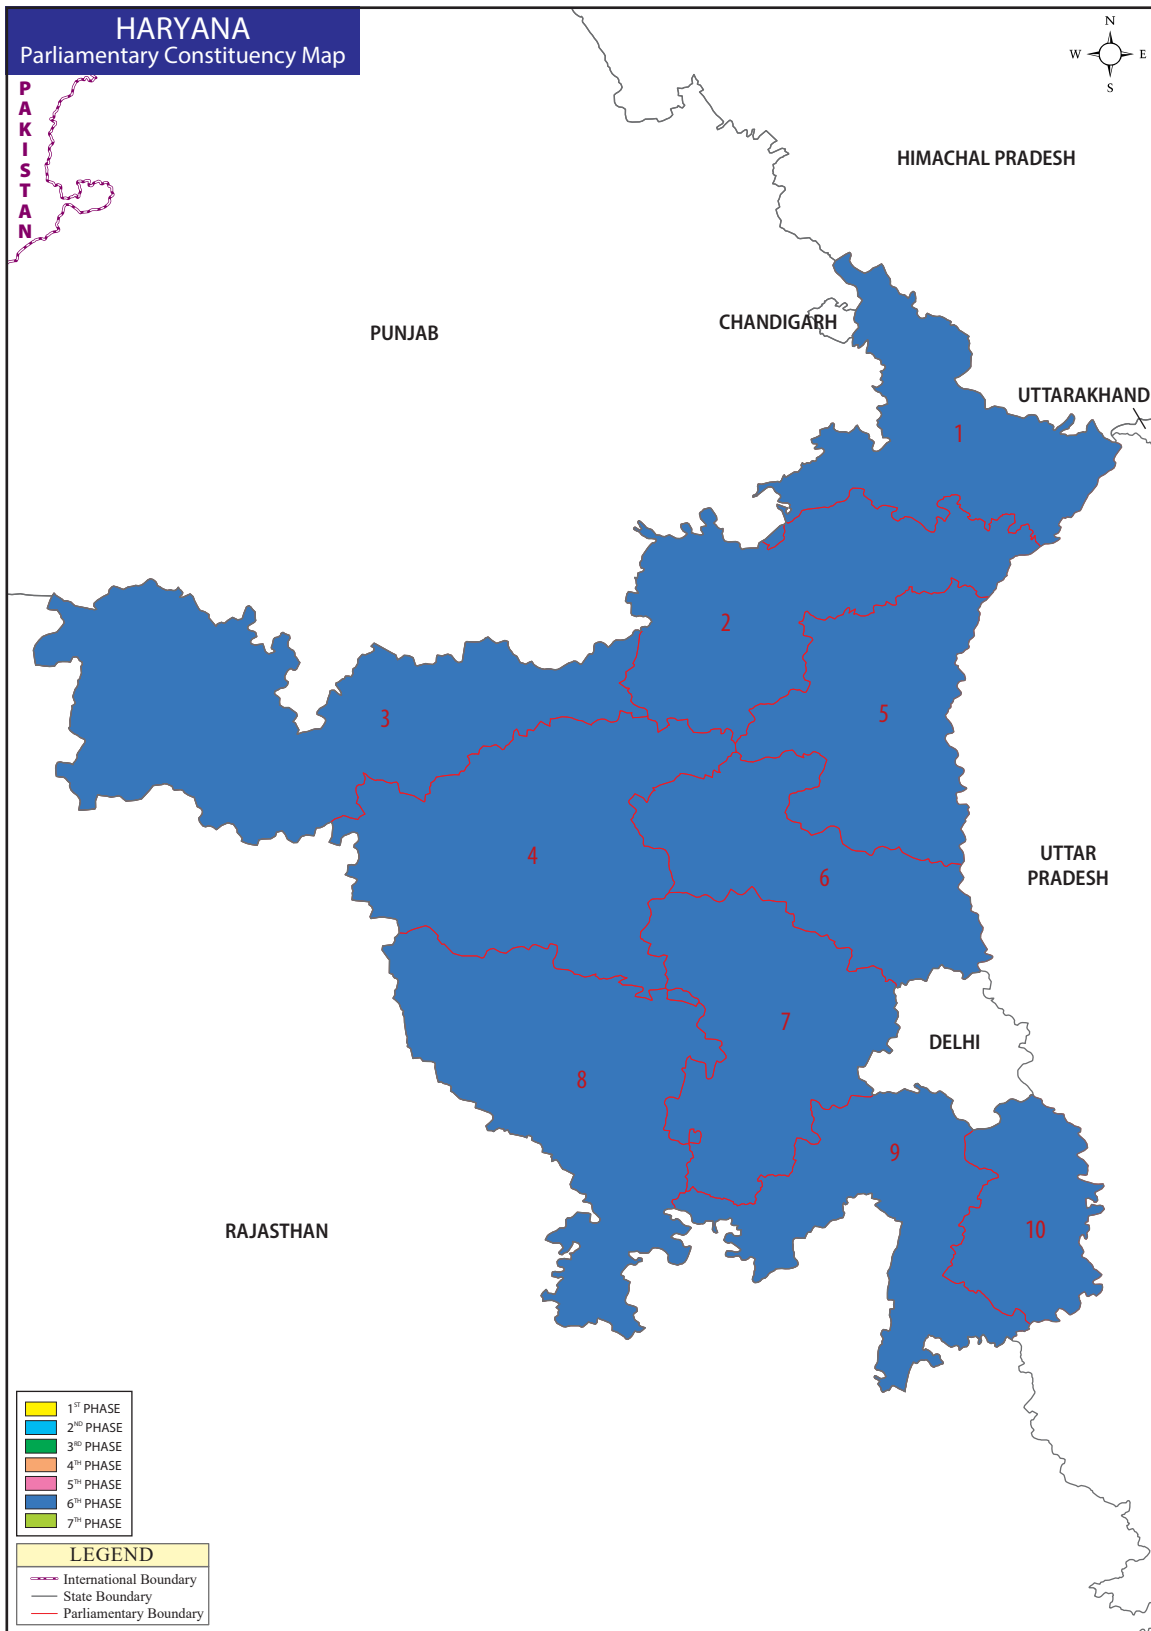 HARYANA
Parliamentary Constituency Map
N
W E
S
PAKISTAN
HIMACHAL PRADESH
PUNJAB
CHANDIGARH
UTTARAKHAND
1
2
3
4
5
6
7
8
9
10
UTTAR
PRADESH
DELHI
RAJASTHAN
1ST PHASE
2ND PHASE
3RD PHASE
4TH PHASE
5TH PHASE
6TH PHASE
7TH PHASE
LEGEND
International Boundary
State Boundary
Parliamentary Boundary